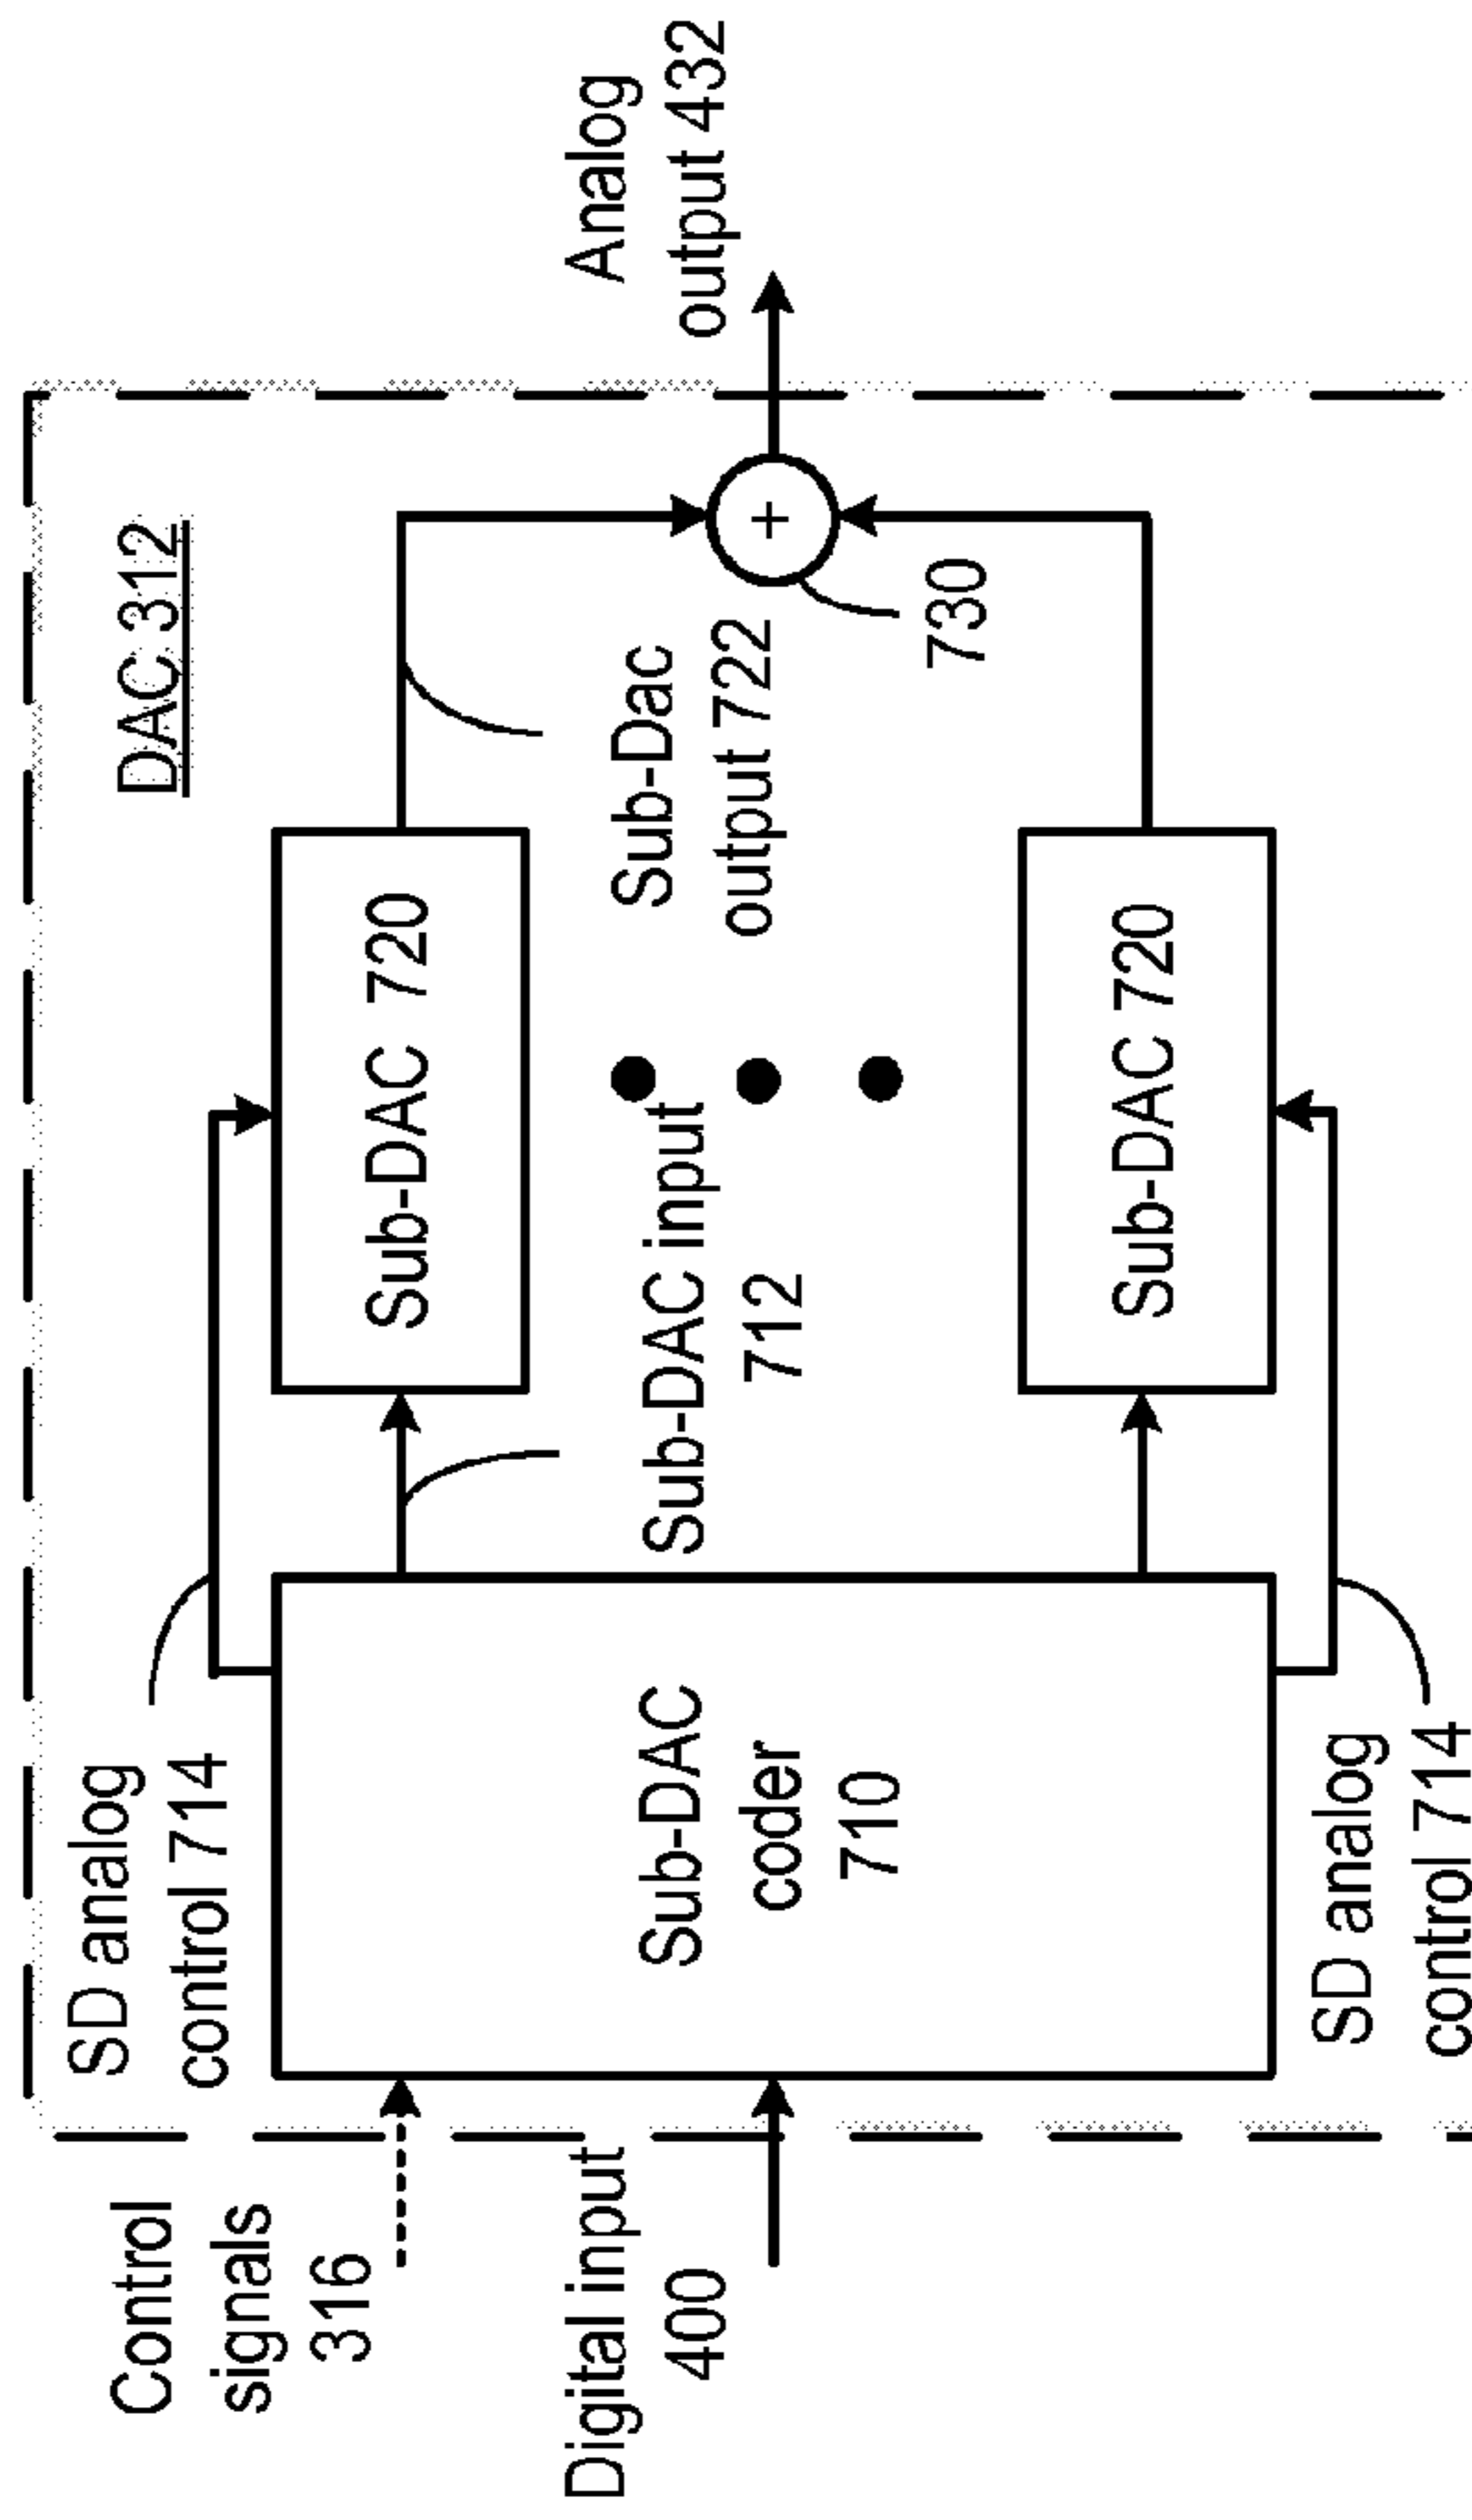 DAC 312
Control
signals
316
SD analog
control 714
Sub-DAC 720
Sub-Dac
output 722
Analog
output 432
Digital input
400
Sub-DAC
coder
710
Sub-DAC input
712
+
730
Sub-DAC 720
SD analog
control 714